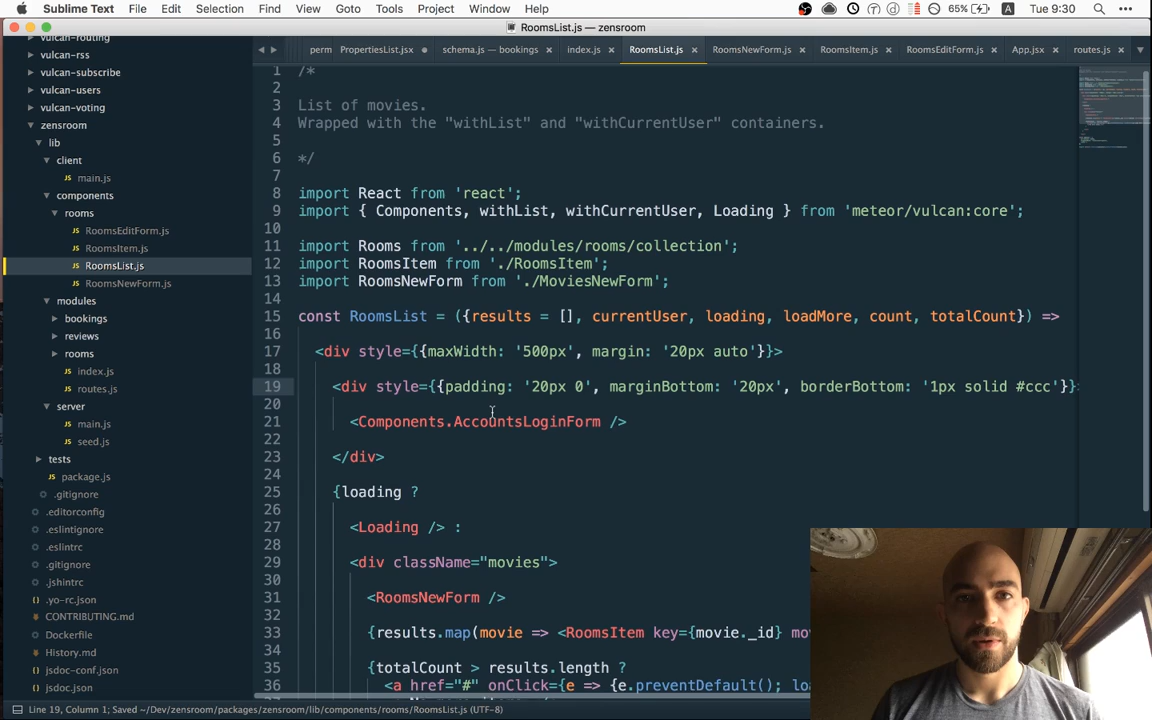 Sublime Text File Edit Selection Find View Goto Tools Project Window Help 65% A Tue 9:30
RoomsList.js — zensroom
perm PropertiesList.jsx schema.js — bookings index.js RoomsList.js RoomsNewForm.js RoomsItem.js RoomsEditForm.js App.jsx routes.js
vulcan-routing
vulcan-rss
vulcan-subscribe
vulcan-users
vulcan-voting
zensroom
lib
client
main.js
components
rooms
RoomsEditForm.js
RoomsItem.js
RoomsList.js
RoomsNewForm.js
modules
bookings
reviews
rooms
index.js
routes.js
server
main.js
seed.js
tests
package.js
.gitignore
.editorconfig
.eslintignore
.eslintrc
.gitignore
.jshintrc
.yo-rc.json
CONTRIBUTING.md
Dockerfile
History.md
jsdoc-conf.json
jsdoc.json
1 /*
2
3 List of movies.
4 Wrapped with the "withList" and "withCurrentUser" containers.
5
6 */
7
8 import React from 'react';
9 import { Components, withList, withCurrentUser, Loading } from 'meteor/vulcan:core';
10
11 import Rooms from '../../modules/rooms/collection';
12 import RoomsItem from './RoomsItem';
13 import RoomsNewForm from './MoviesNewForm';
14
15 const RoomsList = ({results = [], currentUser, loading, loadMore, count, totalCount}) =>
16
17 <div style={{maxWidth: '500px', margin: '20px auto'}}>
18
19 <div style={{padding: '20px 0', marginBottom: '20px', borderBottom: '1px solid #ccc'}}
20
21 <Components.AccountsLoginForm />
22
23 </div>
24
25 {loading ?
26
27 <Loading /> :
28
29 <div className="movies">
30
31 <RoomsNewForm />
32
33 {results.map(movie => <RoomsItem key={movie._id}
34
35 {totalCount > results.length ?
36 <a href="#" onClick={e => {e.preventDefault();
Line 19, Column 1; Saved ~/Dev/zensroom/packages/zensroom/lib/components/rooms/RoomsList.js (UTF-8)